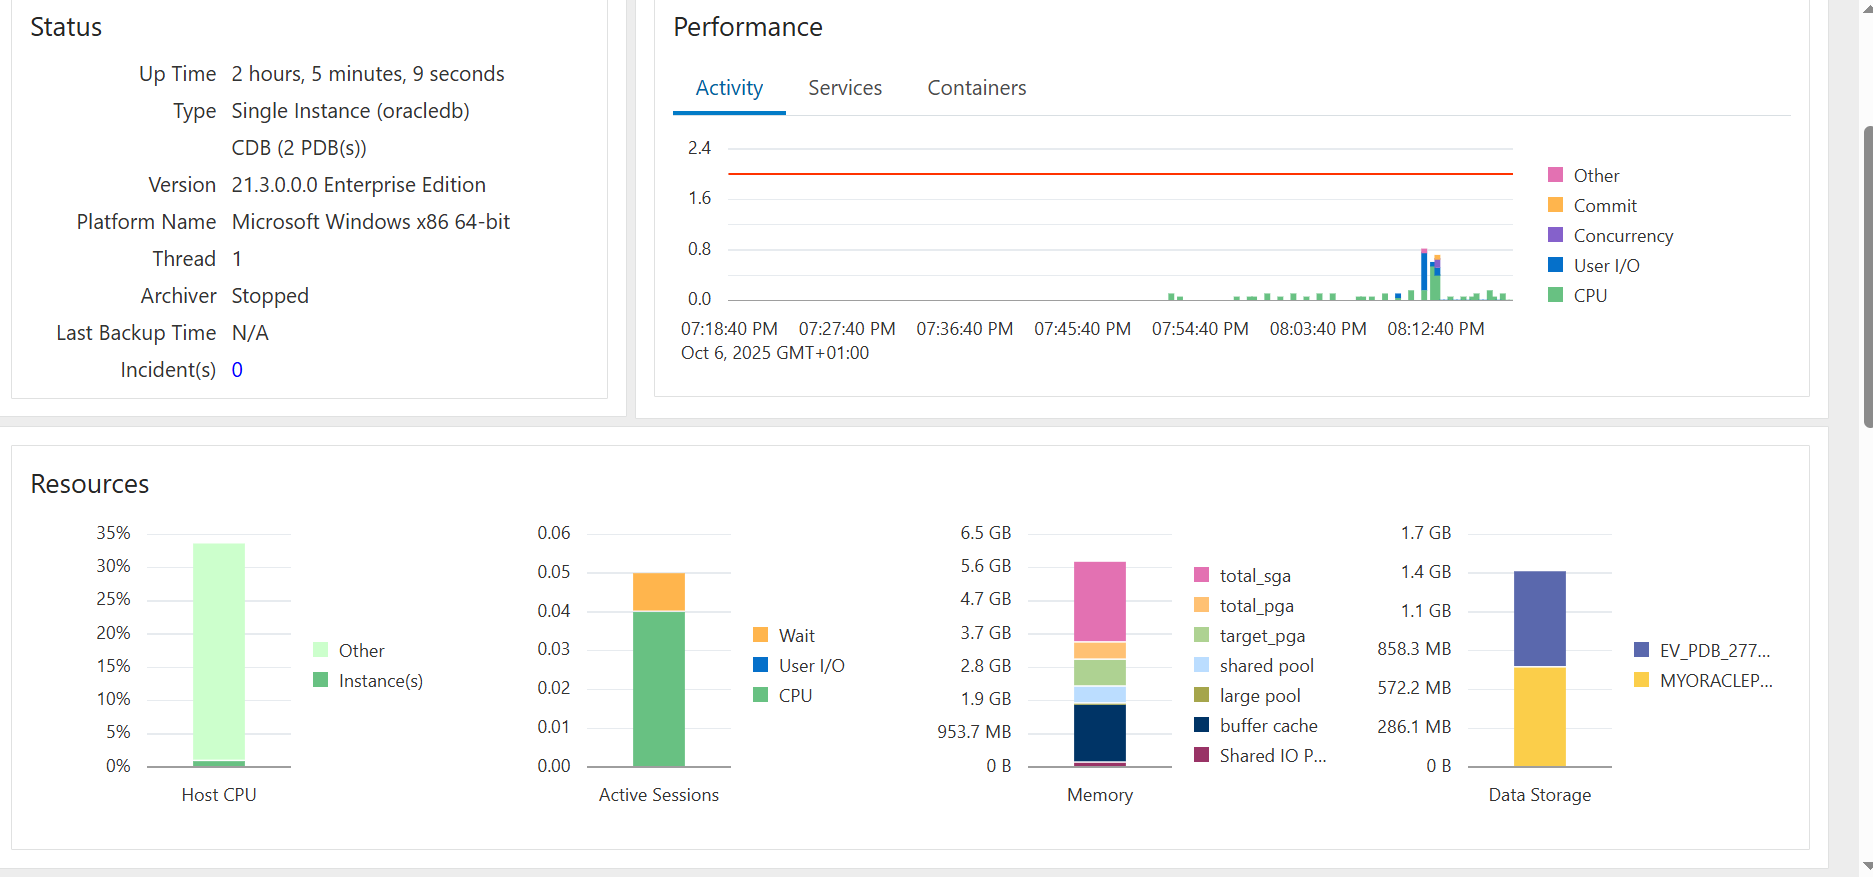 Status
Up Time 2 hours, 5 minutes, 9 seconds
Type Single Instance (oracledb)
CDB (2 PDB(s))
Version 21.3.0.0.0 Enterprise Edition
Platform Name Microsoft Windows x86 64-bit
Thread 1
Archiver Stopped
Last Backup Time N/A
Incident(s) 0
Performance
Activity Services Containers
2.4
1.6
0.8
0.0
07:18:40 PM 07:27:40 PM 07:36:40 PM 07:45:40 PM 07:54:40 PM 08:03:40 PM 08:12:40 PM
Oct 6, 2025 GMT+01:00
Other
Commit
Concurrency
User I/O
CPU
Resources
35%
30%
25%
20%
15%
10%
5%
0%
Host CPU
Other
Instance(s)
0.06
0.05
0.04
0.03
0.02
0.01
0.00
Active Sessions
Wait
User I/O
CPU
6.5 GB
5.6 GB
4.7 GB
3.7 GB
2.8 GB
1.9 GB
953.7 MB
0 B
Memory
total_sga
total_pga
target_pga
shared pool
large pool
buffer cache
Shared IO P...
1.7 GB
1.4 GB
1.1 GB
858.3 MB
572.2 MB
286.1 MB
0 B
Data Storage
EV_PDB_277...
MYORACLEP...